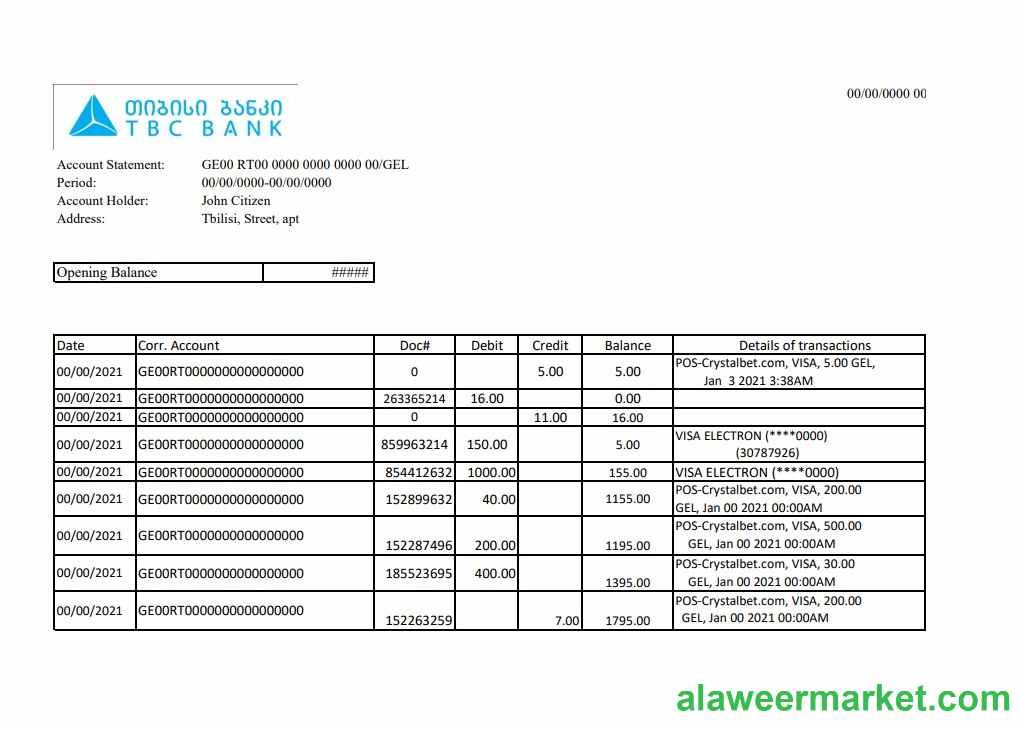 00/00/0000 00
თიბისი ბანკი
TBC BANK
Account Statement: GE00 RT00 0000 0000 0000 00/GEL
Period: 00/00/0000-00/00/0000
Account Holder: John Citizen
Address: Tbilisi, Street, apt
Opening Balance #####
Date Corr. Account Doc# Debit Credit Balance Details of transactions
00/00/2021 GE00RT0000000000000000 0 5.00 5.00 POS-Crystalbet.com, VISA, 5.00 GEL,
Jan 3 2021 3:38AM
00/00/2021 GE00RT0000000000000000 263365214 16.00 0.00
00/00/2021 GE00RT0000000000000000 0 11.00 16.00
00/00/2021 GE00RT0000000000000000 859963214 150.00 5.00 VISA ELECTRON (****0000)
(30787926)
00/00/2021 GE00RT0000000000000000 854412632 1000.00 155.00 VISA ELECTRON (****0000)
00/00/2021 GE00RT0000000000000000 152899632 40.00 1155.00 POS-Crystalbet.com, VISA, 200.00
GEL, Jan 00 2021 00:00AM
00/00/2021 GE00RT0000000000000000 152287496 200.00 1195.00 POS-Crystalbet.com, VISA, 500.00
GEL, Jan 00 2021 00:00AM
00/00/2021 GE00RT0000000000000000 185523695 400.00 1395.00 POS-Crystalbet.com, VISA, 30.00
GEL, Jan 00 2021 00:00AM
00/00/2021 GE00RT0000000000000000 152263259 7.00 1795.00 POS-Crystalbet.com, VISA, 200.00
GEL, Jan 00 2021 00:00AM
alaweermarket.com